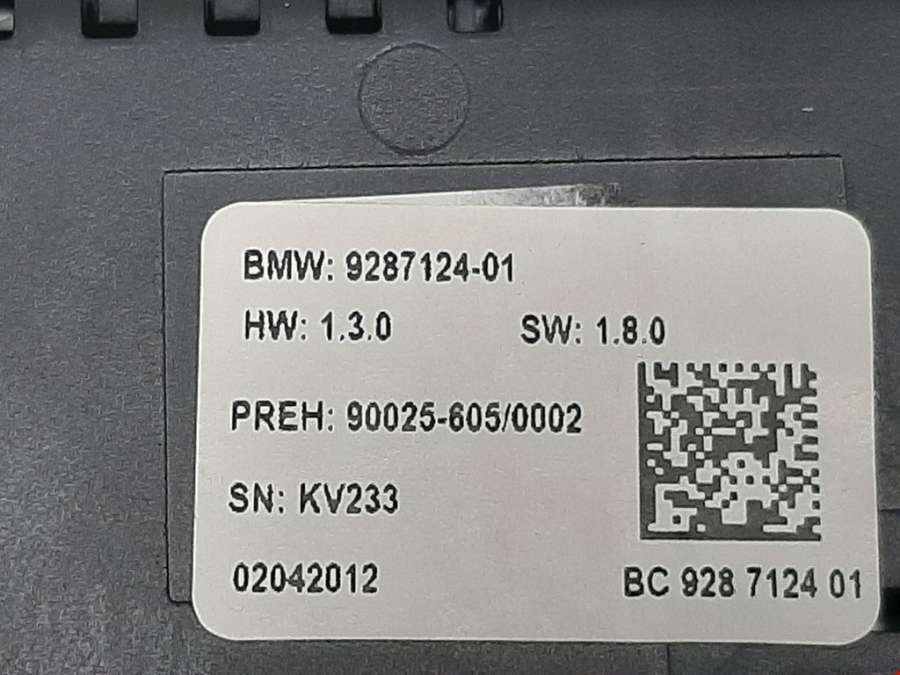 BMW: 9287124-01
HW: 1.3.0 SW: 1.8.0
PREH: 90025-605/0002
SN: KV233
02042012 BC 928 7124 01